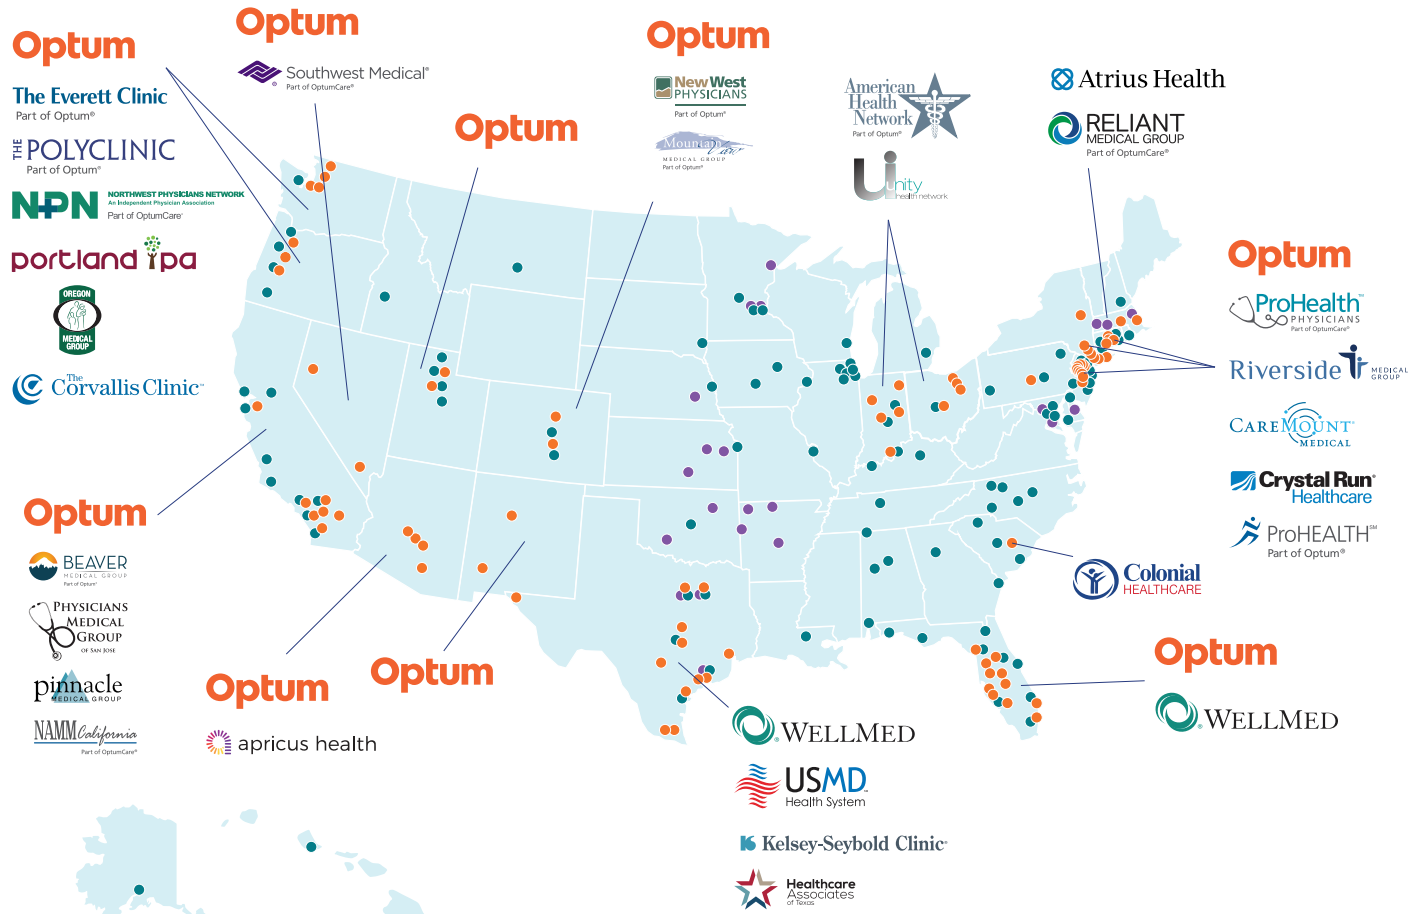 Optum
The Everett Clinic
Part of Optum®
THE POLYCLINIC
Part of Optum®
NPN NORTHWEST PHYSICIANS NETWORK
An Independent Physician Association
Part of OptumCare®
portland ipa
OREGON
MEDICAL
GROUP
The Corvallis Clinic
Optum
Southwest Medical®
Part of OptumCare®
Optum
Optum
New West
PHYSICIANS
Part of Optum®
Mountain View
MEDICAL GROUP
Part of Optum®
American
Health
Network
Part of Optum®
Unity
health network
Atrius Health
RELIANT
MEDICAL GROUP
Part of OptumCare®
Optum
ProHealth™
PHYSICIANS
Part of OptumCare®
Riverside MEDICAL
GROUP
CAREMOUNT®
MEDICAL
Crystal Run®
Healthcare
ProHEALTH℠
Part of Optum®
Colonial
HEALTHCARE
Optum
WELLMED
Optum
BEAVER
MEDICAL GROUP
Part of Optum®
PHYSICIANS
MEDICAL
GROUP
OF SAN JOSE
pinnacle
MEDICAL GROUP
NAMM California
Part of OptumCare®
Optum
apricus health
Optum
WELLMED
USMD™
Health System
Kelsey-Seybold Clinic®
Healthcare
Associates
of Texas